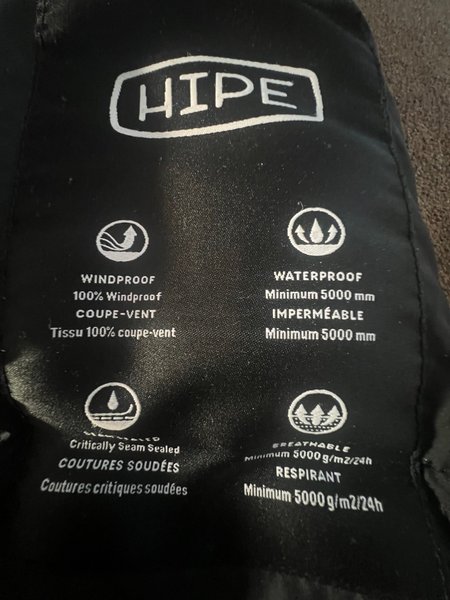 HIPE
WINDPROOF
100% Windproof
COUPE-VENT
Tissu 100% coupe-vent
WATERPROOF
Minimum 5000 mm
IMPERMÉABLE
Minimum 5000 mm
Critically Seam Sealed
COUTURES SOUDÉES
Coutures critiques soudées
BREATHABLE
Minimum 5000 g/m2/24h
RESPIRANT
Minimum 5000 g/m2/24h